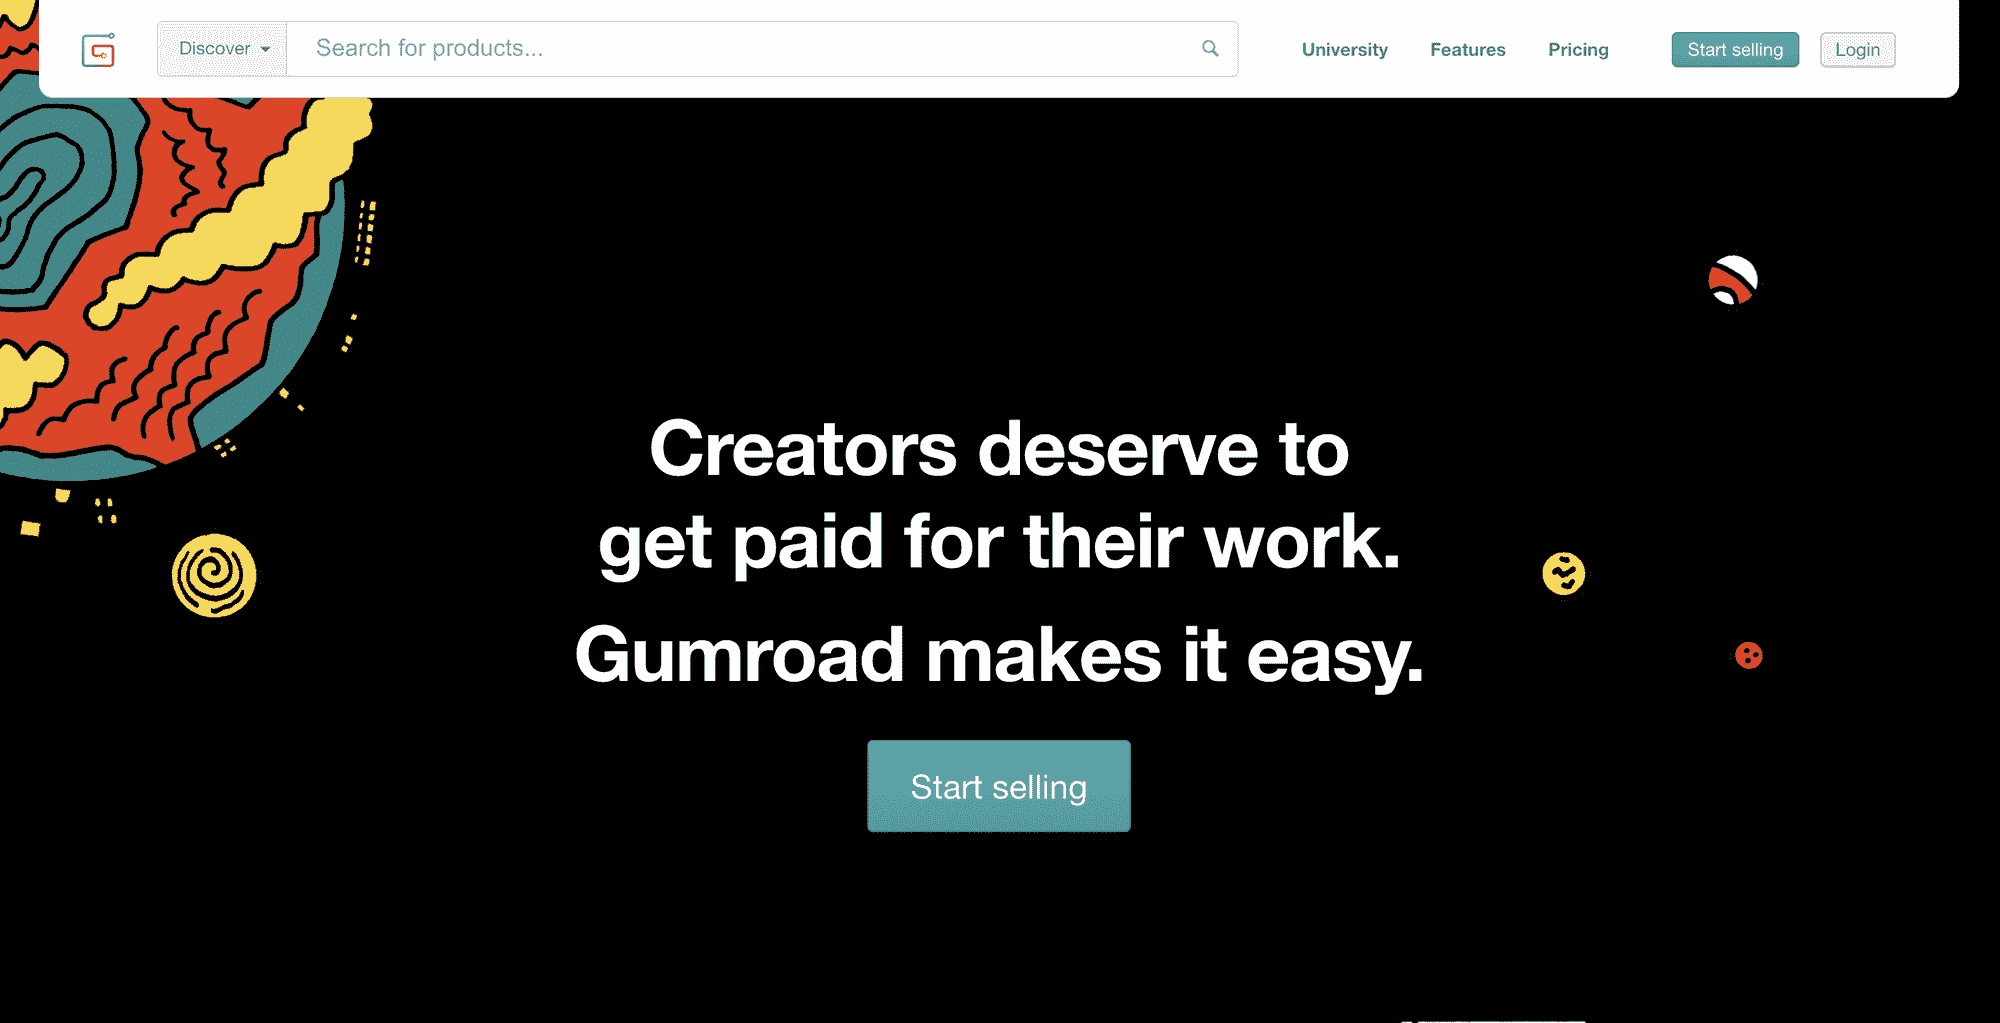 Discover
Search for products...
University
Features
Pricing
Start selling
Login
Creators deserve to
get paid for their work.
Gumroad makes it easy.
Start selling